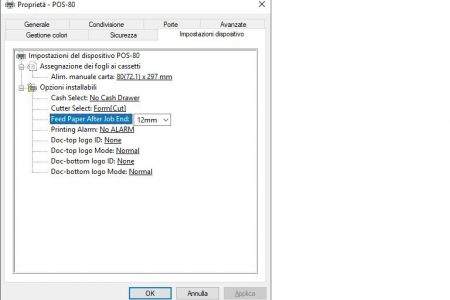 Proprietà - POS-80
Generale Condivisione Porte Avanzate
Gestione colori Sicurezza Impostazioni dispositivo
Impostazioni del dispositivo POS-80
Assegnazione dei fogli ai cassetti
Alim. manuale carta: 80(72.1) x 297 mm
Opzioni installabili
Cash Select: No Cash Drawer
Cutter Select: Form[Cut]
Feed Paper After Job End: 12mm
Printing Alarm: No ALARM
Doc-top logo ID: None
Doc-top logo Mode: Normal
Doc-bottom logo ID: None
Doc-bottom logo Mode: Normal
OK Annulla Applica